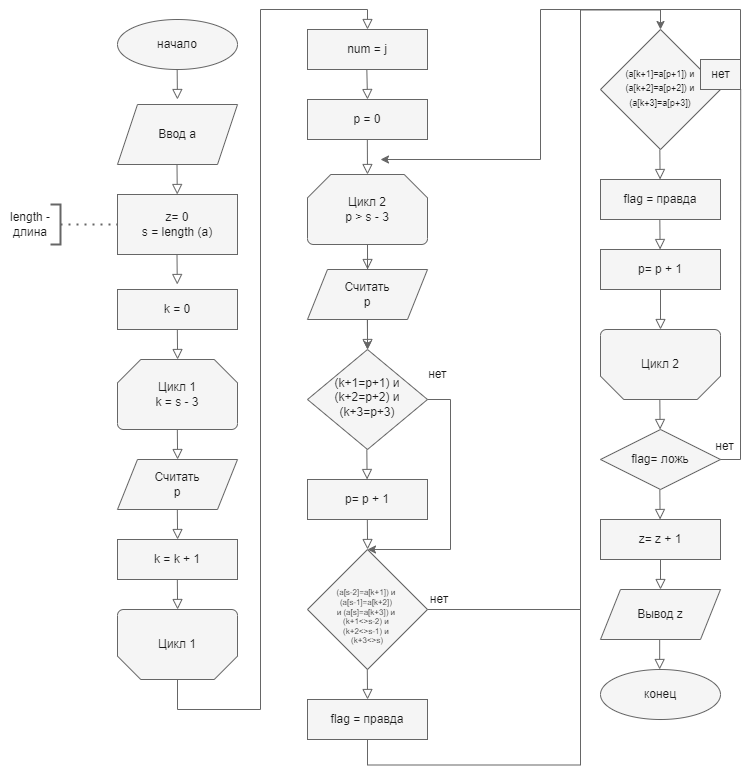 начало
Ввод a
length -
длина
z= 0
s = length (a)
k = 0
Цикл 1
k = s - 3
Считать
p
k = k + 1
Цикл 1
num = j
p = 0
Цикл 2
p > s - 3
Считать
p
(k+1=p+1) и
(k+2=p+2) и
(k+3=p+3)
нет
p= p + 1
(a[s-2]=a[k+1]) и
(a[s-1]=a[k+2])
и (a[s]=a[k+3]) и
(k+1<>s-2) и
(k+2<>s-1) и
(k+3<>s)
нет
flag = правда
(a[k+1]=a[p+1]) и
(a[k+2]=a[p+2]) и
(a[k+3]=a[p+3])
нет
flag = правда
p= p + 1
Цикл 2
flag= ложь
нет
z= z + 1
Вывод z
конец